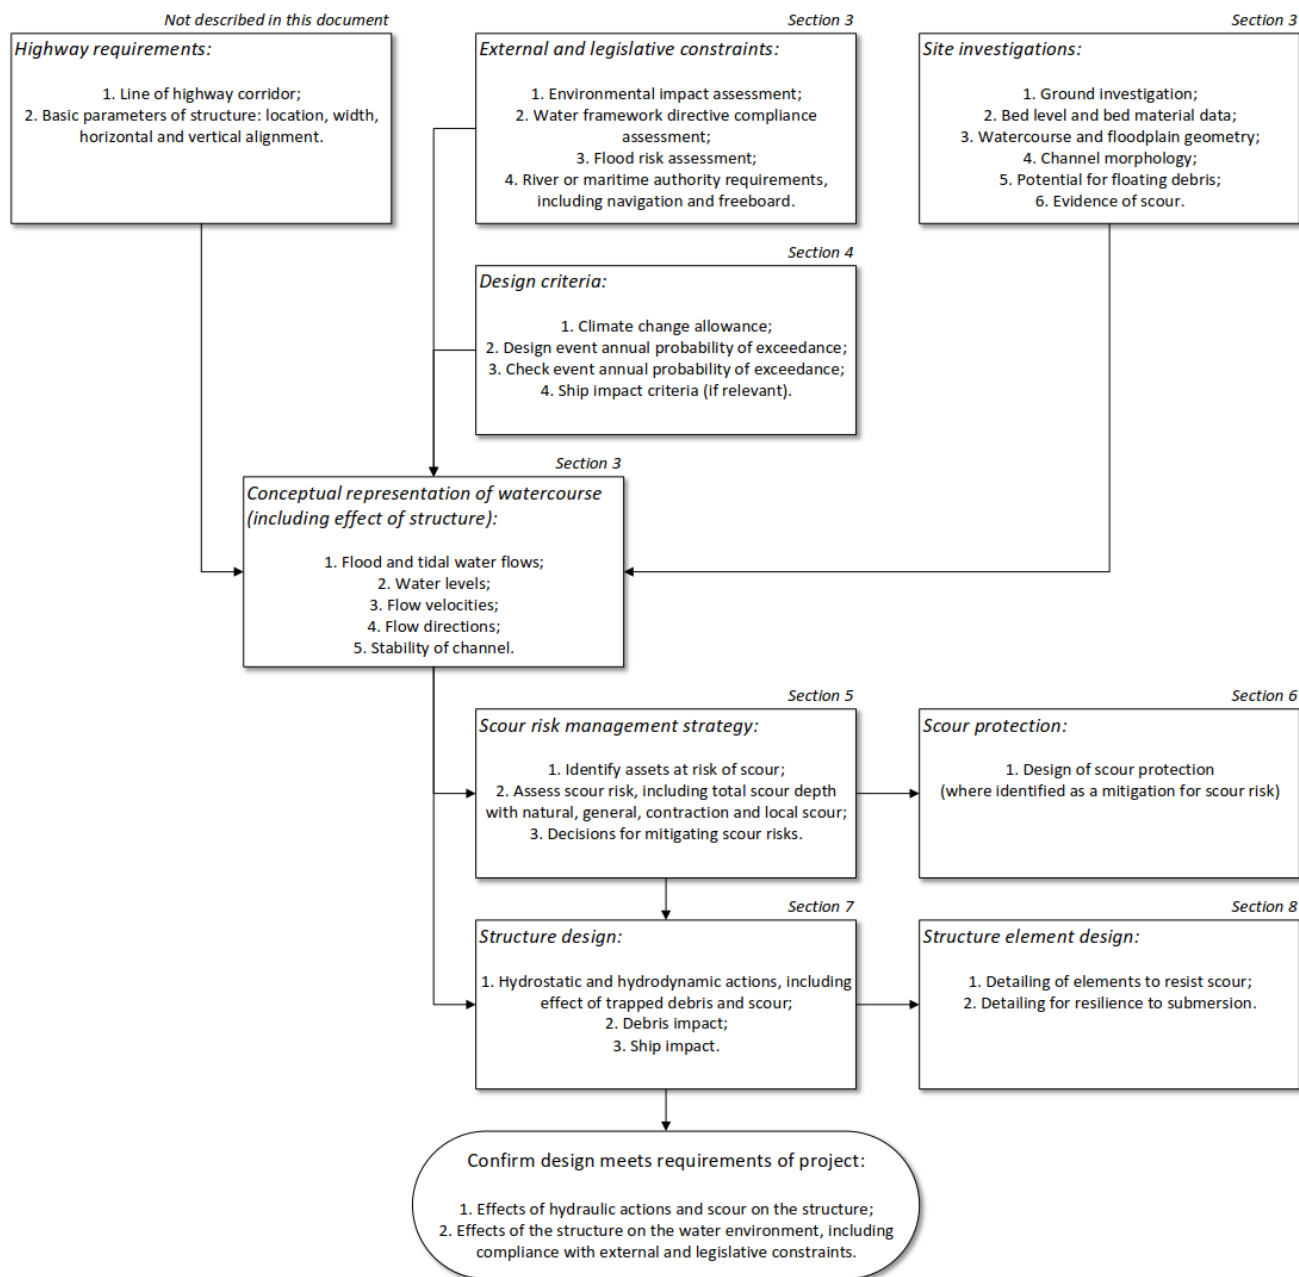 Not described in this document
Highway requirements:
1. Line of highway corridor;
2. Basic parameters of structure: location, width,
horizontal and vertical alignment.
Section 3
External and legislative constraints:
1. Environmental impact assessment;
2. Water framework directive compliance
assessment;
3. Flood risk assessment;
4. River or maritime authority requirements,
including navigation and freeboard.
Section 3
Site investigations:
1. Ground investigation;
2. Bed level and bed material data;
3. Watercourse and floodplain geometry;
4. Channel morphology;
5. Potential for floating debris;
6. Evidence of scour.
Section 4
Design criteria:
1. Climate change allowance;
2. Design event annual probability of exceedance;
3. Check event annual probability of exceedance;
4. Ship impact criteria (if relevant).
Section 3
Conceptual representation of watercourse
(including effect of structure):
1. Flood and tidal water flows;
2. Water levels;
3. Flow velocities;
4. Flow directions;
5. Stability of channel.
Section 5
Scour risk management strategy:
1. Identify assets at risk of scour;
2. Assess scour risk, including total scour depth
with natural, general, contraction and local scour;
3. Decisions for mitigating scour risks.
Section 6
Scour protection:
1. Design of scour protection
(where identified as a mitigation for scour risk)
Section 7
Structure design:
1. Hydrostatic and hydrodynamic actions, including
effect of trapped debris and scour;
2. Debris impact;
3. Ship impact.
Section 8
Structure element design:
1. Detailing of elements to resist scour;
2. Detailing for resilience to submersion.
Confirm design meets requirements of project:
1. Effects of hydraulic actions and scour on the structure;
2. Effects of the structure on the water environment, including
compliance with external and legislative constraints.